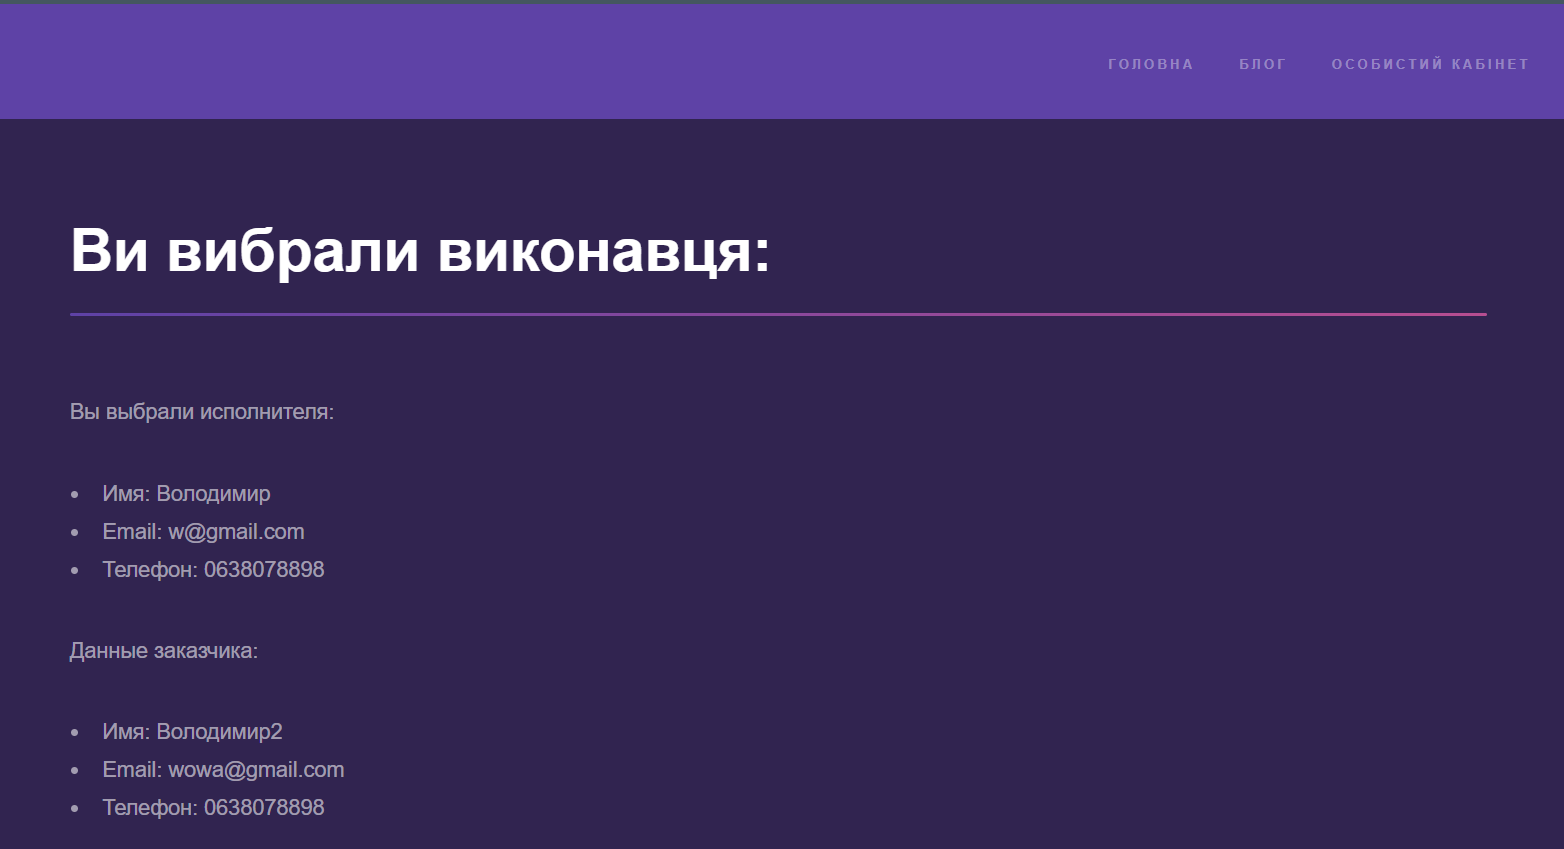 ГОЛОВНА БЛОГ ОСОБИСТИЙ КАБІНЕТ
Ви вибрали виконавця:
Вы выбрали исполнителя:
• Имя: Володимир
• Email: w@gmail.com
• Телефон: 0638078898
Данные заказчика:
• Имя: Володимир2
• Email: wowa@gmail.com
• Телефон: 0638078898